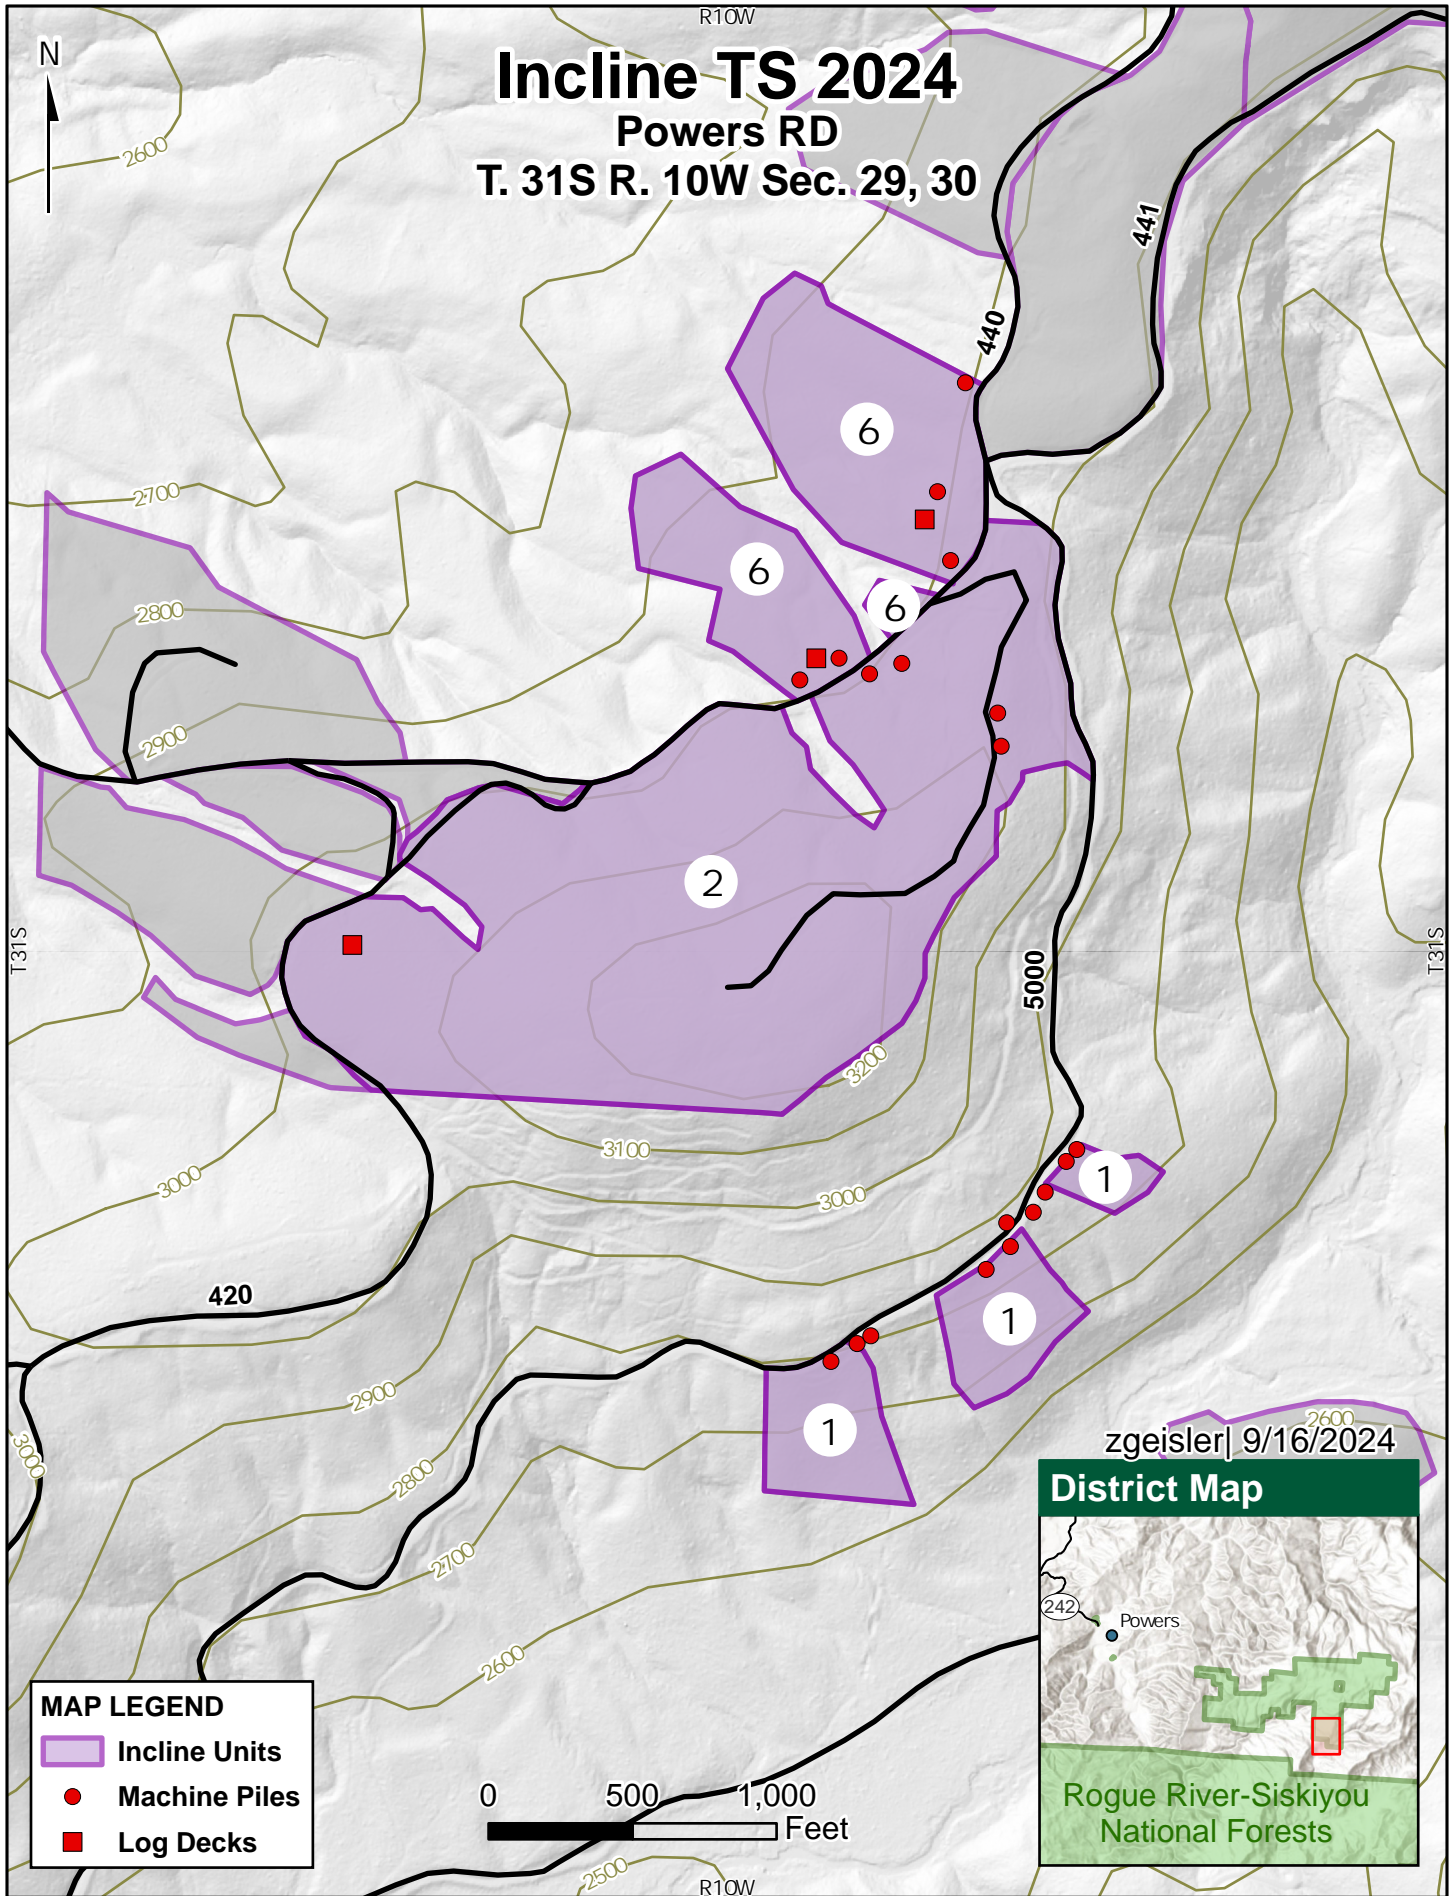 R10W
N
Incline TS 2024
Powers RD
T. 31S R. 10W Sec. 29, 30
2600
441
440
6
2700
6
6
2800
2900
2
T31S
T31S
5000
3200
3100
1
3000
3000
420
1
2900
1
2600
3000
2800
zgeisler| 9/16/2024
District Map
2700
242
Powers
2600
Rogue River-Siskiyou
National Forests
MAP LEGEND
Incline Units
Machine Piles
Log Decks
0 500 1,000
Feet
2500
R10W